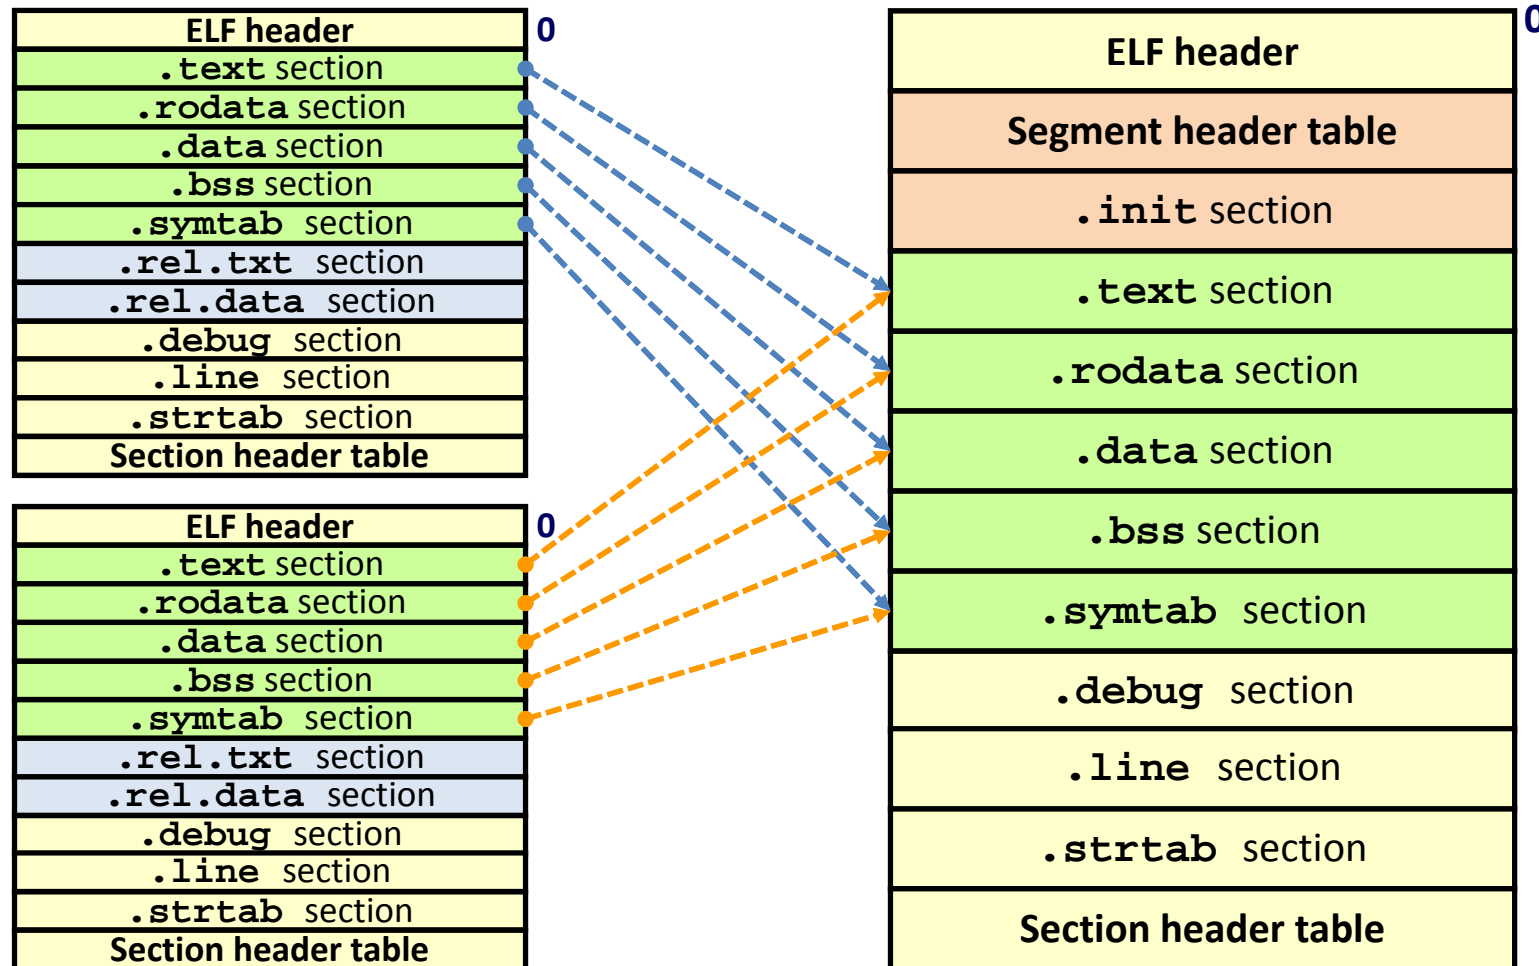 ELF header
0
.text section
.rodata section
.data section
.bss section
.symtab section
.rel.txt section
.rel.data section
.debug section
.line section
.strtab section
Section header table
ELF header
0
.text section
.rodata section
.data section
.bss section
.symtab section
.rel.txt section
.rel.data section
.debug section
.line section
.strtab section
Section header table
0
ELF header
Segment header table
.init section
.text section
.rodata section
.data section
.bss section
.symtab section
.debug section
.line section
.strtab section
Section header table